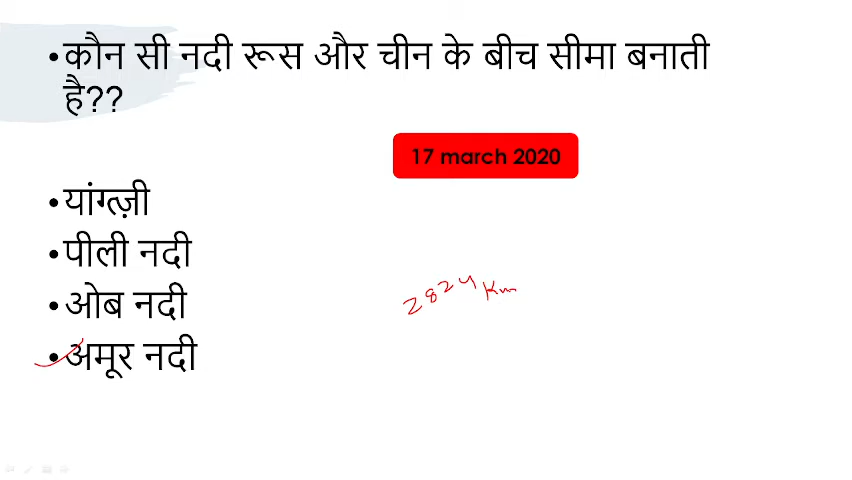 •कौन सी नदी रूस और चीन के बीच सीमा बनाती
है??
17 march 2020
•यांग्त्ज़ी
•पीली नदी
•ओब नदी
2824 Km
•अमूर नदी